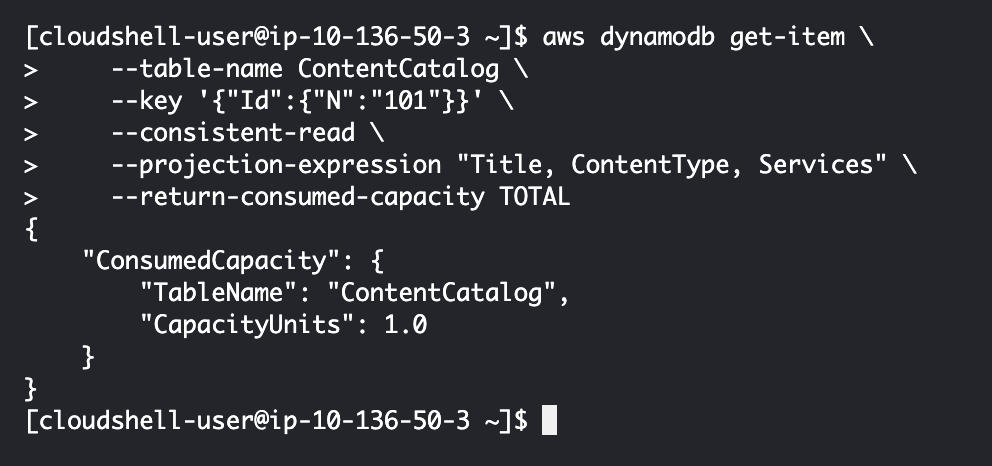 [cloudshell-user@ip-10-136-50-3 ~]$ aws dynamodb get-item \
>     --table-name ContentCatalog \
>     --key '{"Id":{"N":"101"}}' \
>     --consistent-read \
>     --projection-expression "Title, ContentType, Services" \
>     --return-consumed-capacity TOTAL
{
    "ConsumedCapacity": {
        "TableName": "ContentCatalog",
        "CapacityUnits": 1.0
    }
}
[cloudshell-user@ip-10-136-50-3 ~]$